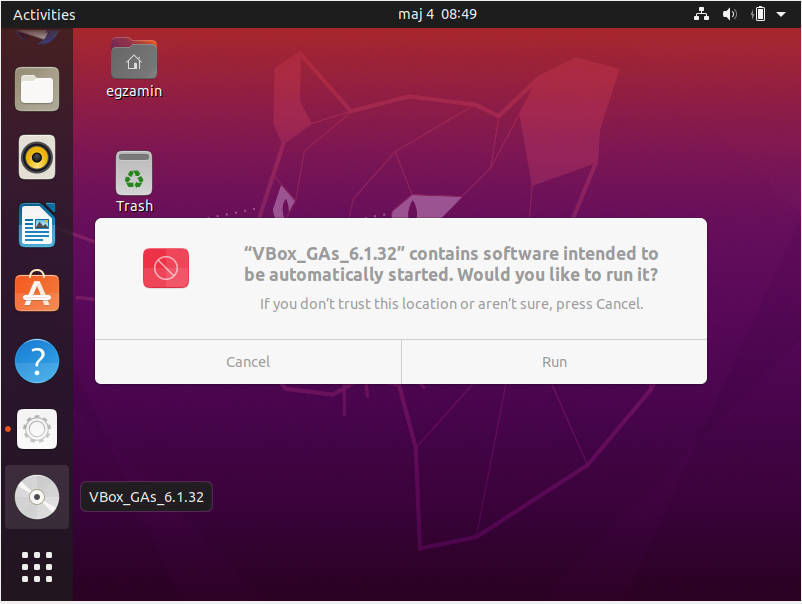 Activities
maj 4 08:49
egzamin
Trash
“VBox_GAs_6.1.32” contains software intended to
be automatically started. Would you like to run it?
If you don’t trust this location or aren’t sure, press Cancel.
Cancel
Run
VBox_GAs_6.1.32